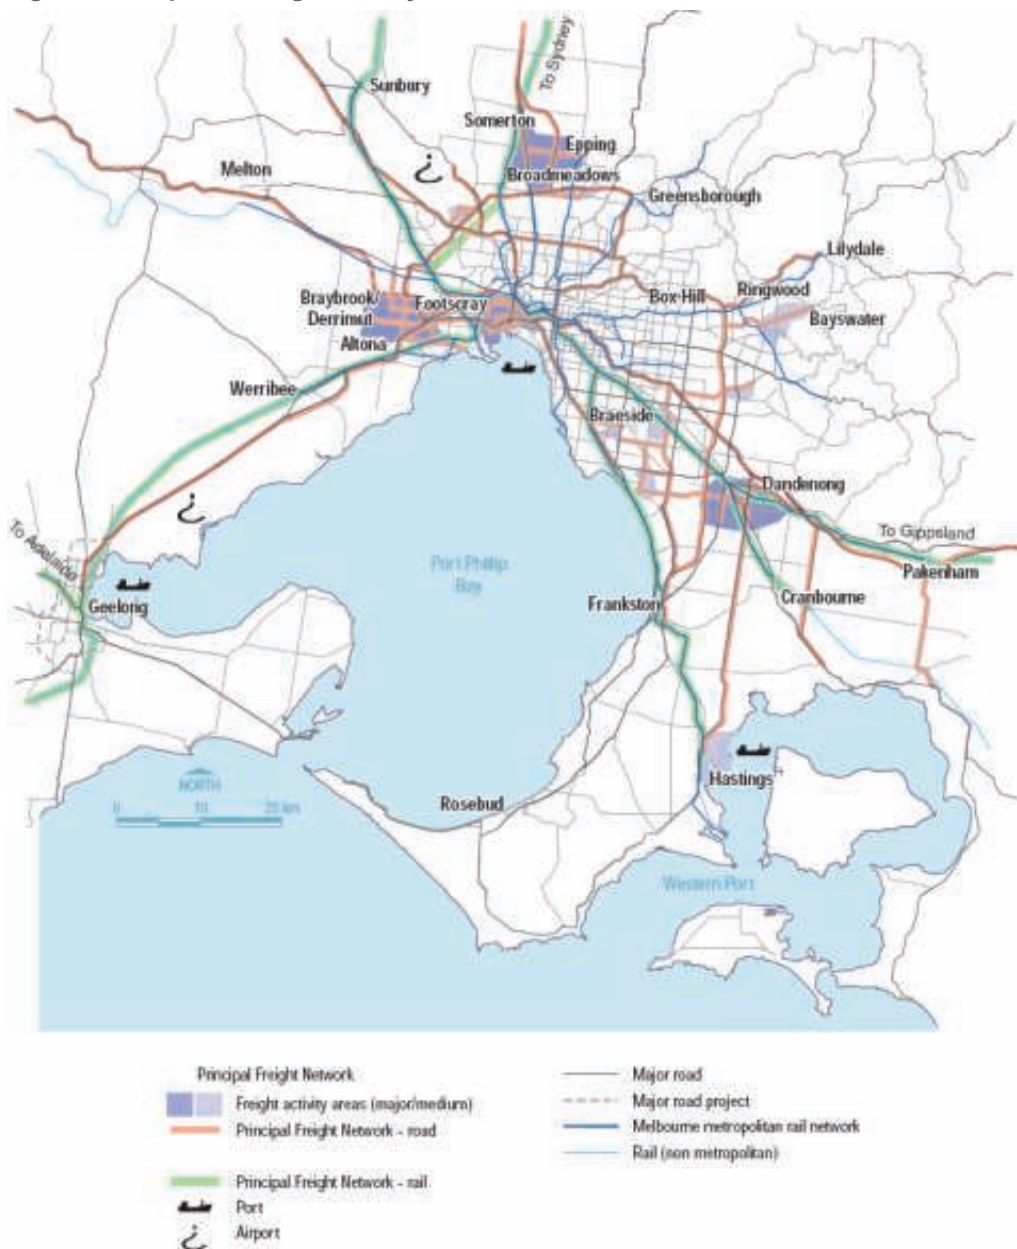 To Sydney
Sunbury
Somerton
Epping
Melton
Broadmeadows
Greensborough
Lilydale
Ringwood
Box Hill
Braybrook/
Derrimut
Footscray
Bayswater
Altona
Werribee
Braeside
Dandenong
To Adelaide
To Gippsland
Port Phillip
Bay
Pakenham
Geelong
Frankston
Cranbourne
NORTH
0 10 20 km
Hastings
Rosebud
Western Port
Principal Freight Network
Freight activity areas (major/medium)
Principal Freight Network - road
Principal Freight Network - rail
Port
Airport
Major road
Major road project
Melbourne metropolitan rail network
Rail (non metropolitan)